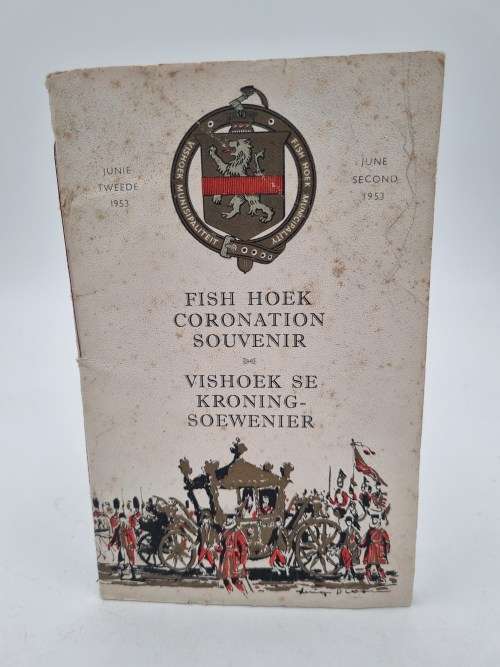 JUNIE
TWEEDE
1953
VISHOEK MUNISIPALITEIT
FISH HOEK MUNICIPALITY
JUNE
SECOND
1953
FISH HOEK
CORONATION
SOUVENIR
VISHOEK SE
KRONING-
SOEWENIER